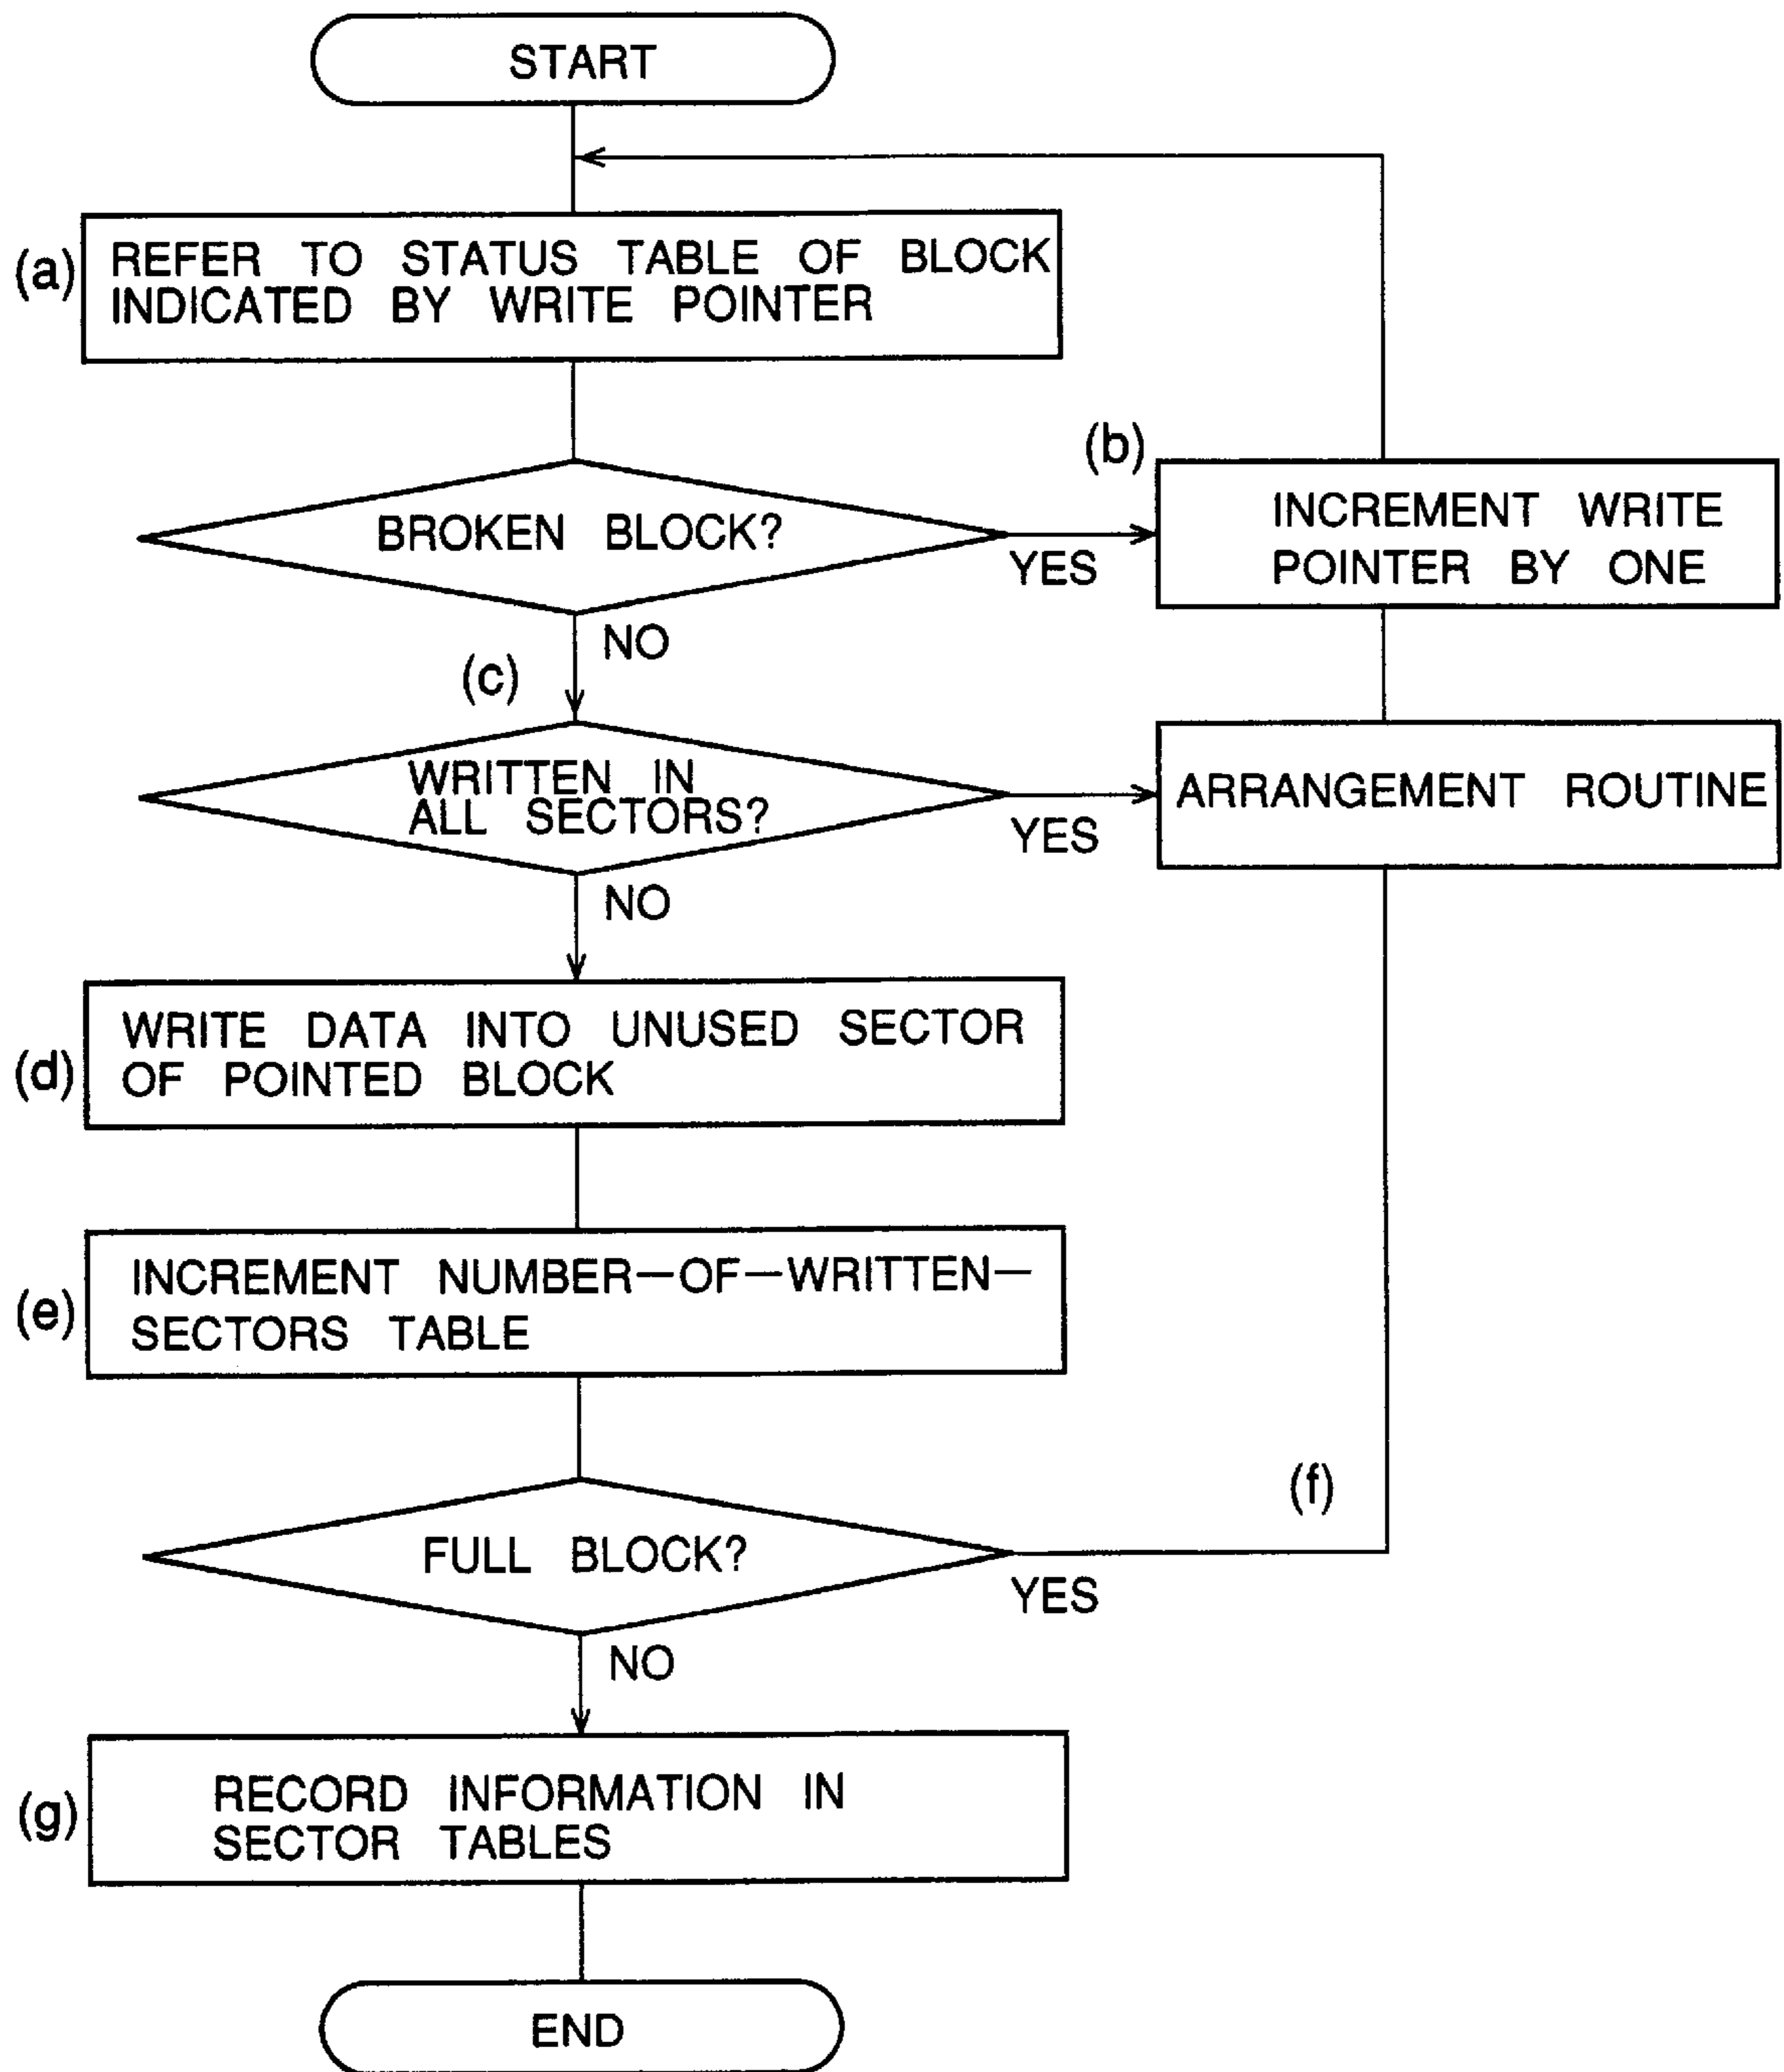 START
(a)
REFER TO STATUS TABLE OF BLOCK
INDICATED BY WRITE POINTER
BROKEN BLOCK?
YES
NO
(b)
INCREMENT WRITE
POINTER BY ONE
(c)
WRITTEN IN
ALL SECTORS?
YES
NO
ARRANGEMENT ROUTINE
(d)
WRITE DATA INTO UNUSED SECTOR
OF POINTED BLOCK
(e)
INCREMENT NUMBER—OF—WRITTEN—
SECTORS TABLE
FULL BLOCK?
YES
NO
(f)
(g)
RECORD INFORMATION IN
SECTOR TABLES
END